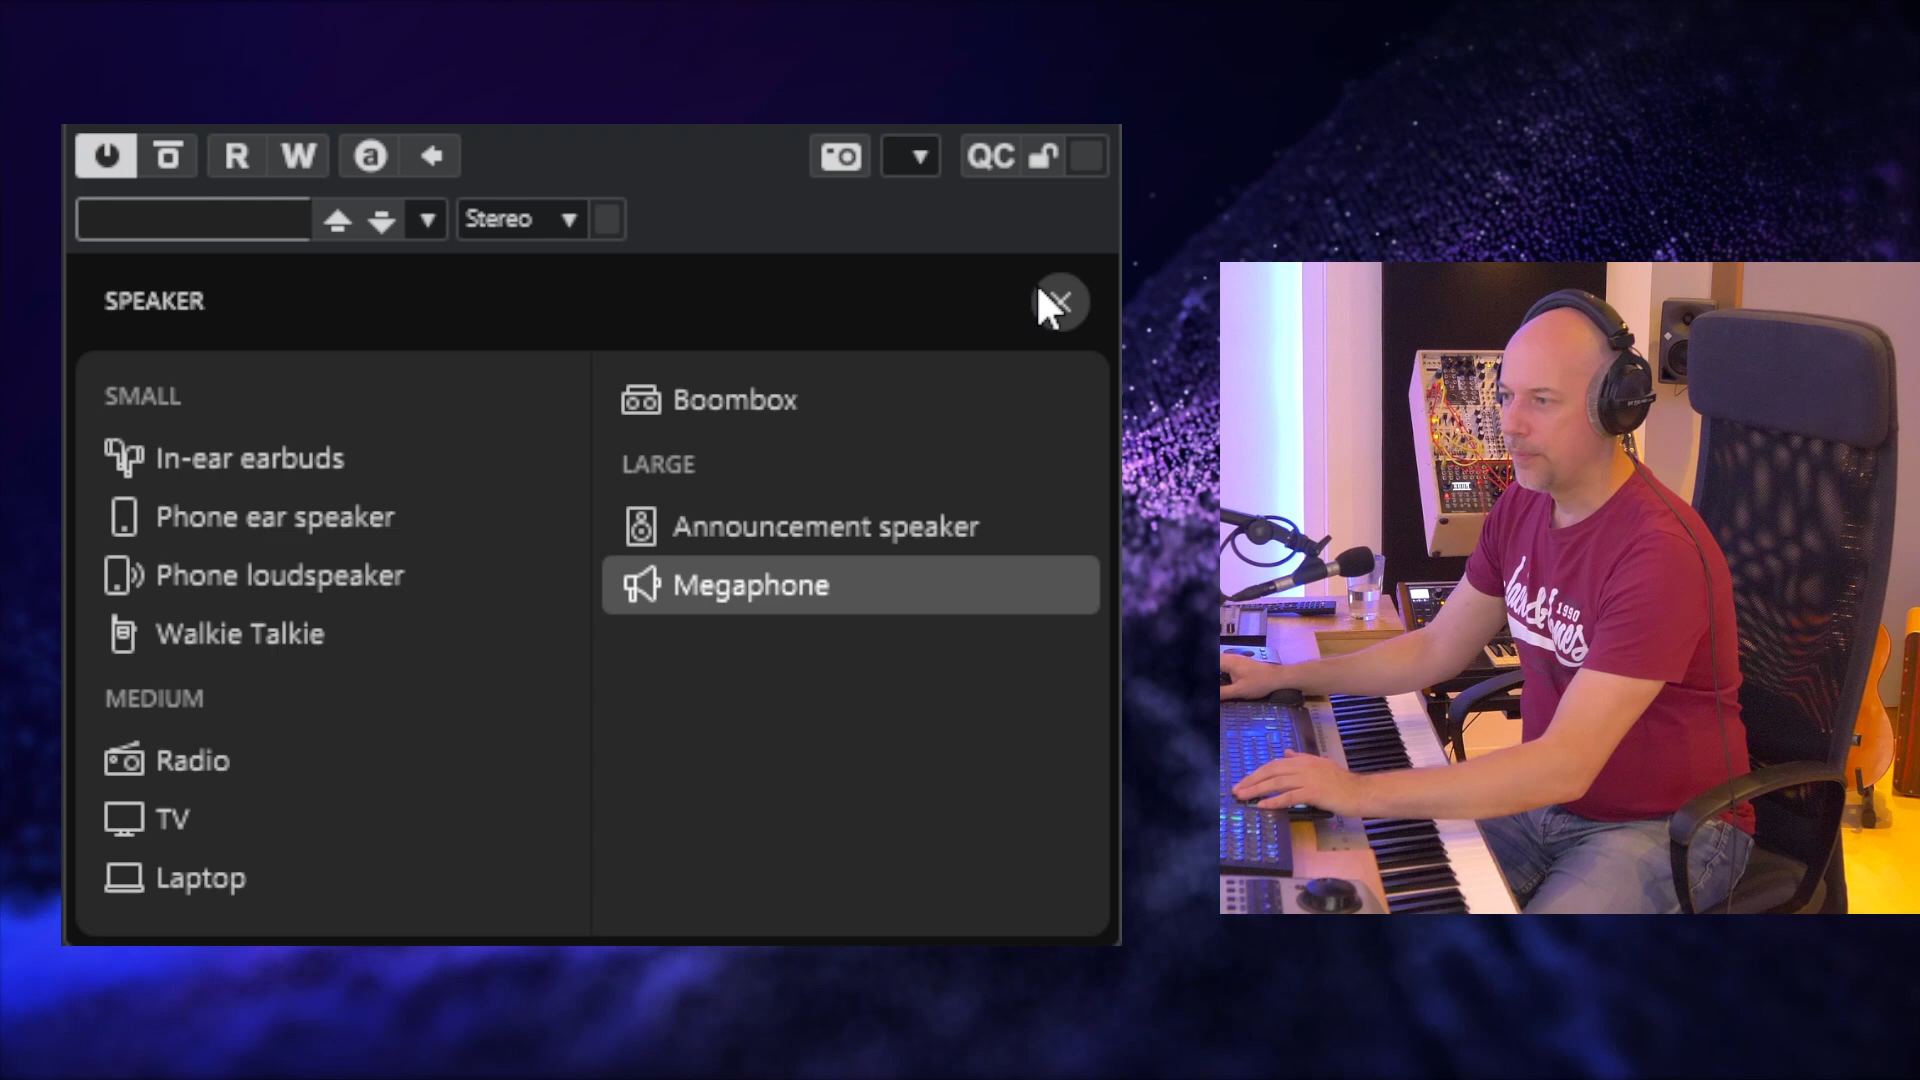 R W a QC
Stereo
SPEAKER
SMALL
In-ear earbuds
Phone ear speaker
Phone loudspeaker
Walkie Talkie
MEDIUM
Radio
TV
Laptop
Boombox
LARGE
Announcement speaker
Megaphone
1990